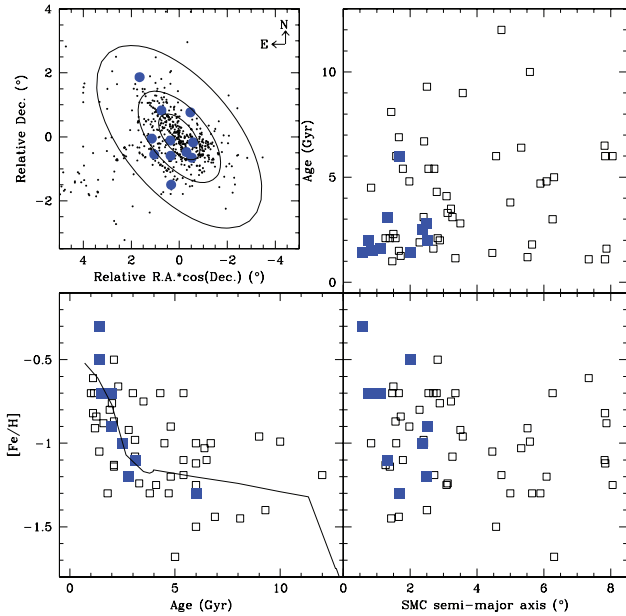 N
E
4
2
0
-2
Relative Dec. (°)
4
2
0
-2
-4
Relative R.A.*cos(Dec.) (°)
10
5
0
Age (Gyr)
-0.5
-1
-1.5
[Fe/H]
0
5
10
Age (Gyr)
0
2
4
6
8
SMC semi-major axis (°)